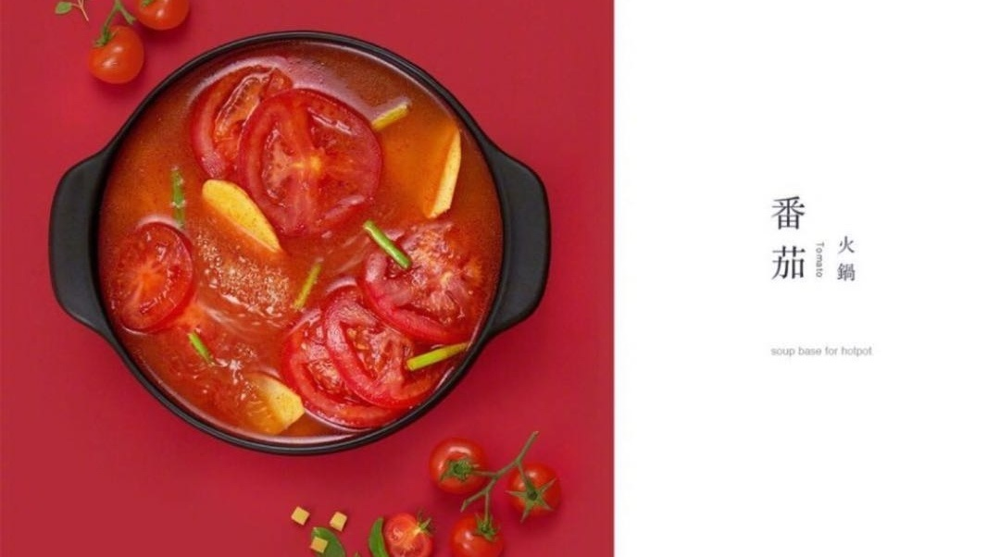 番茄
Tomato
火鍋
soup base for hotpot